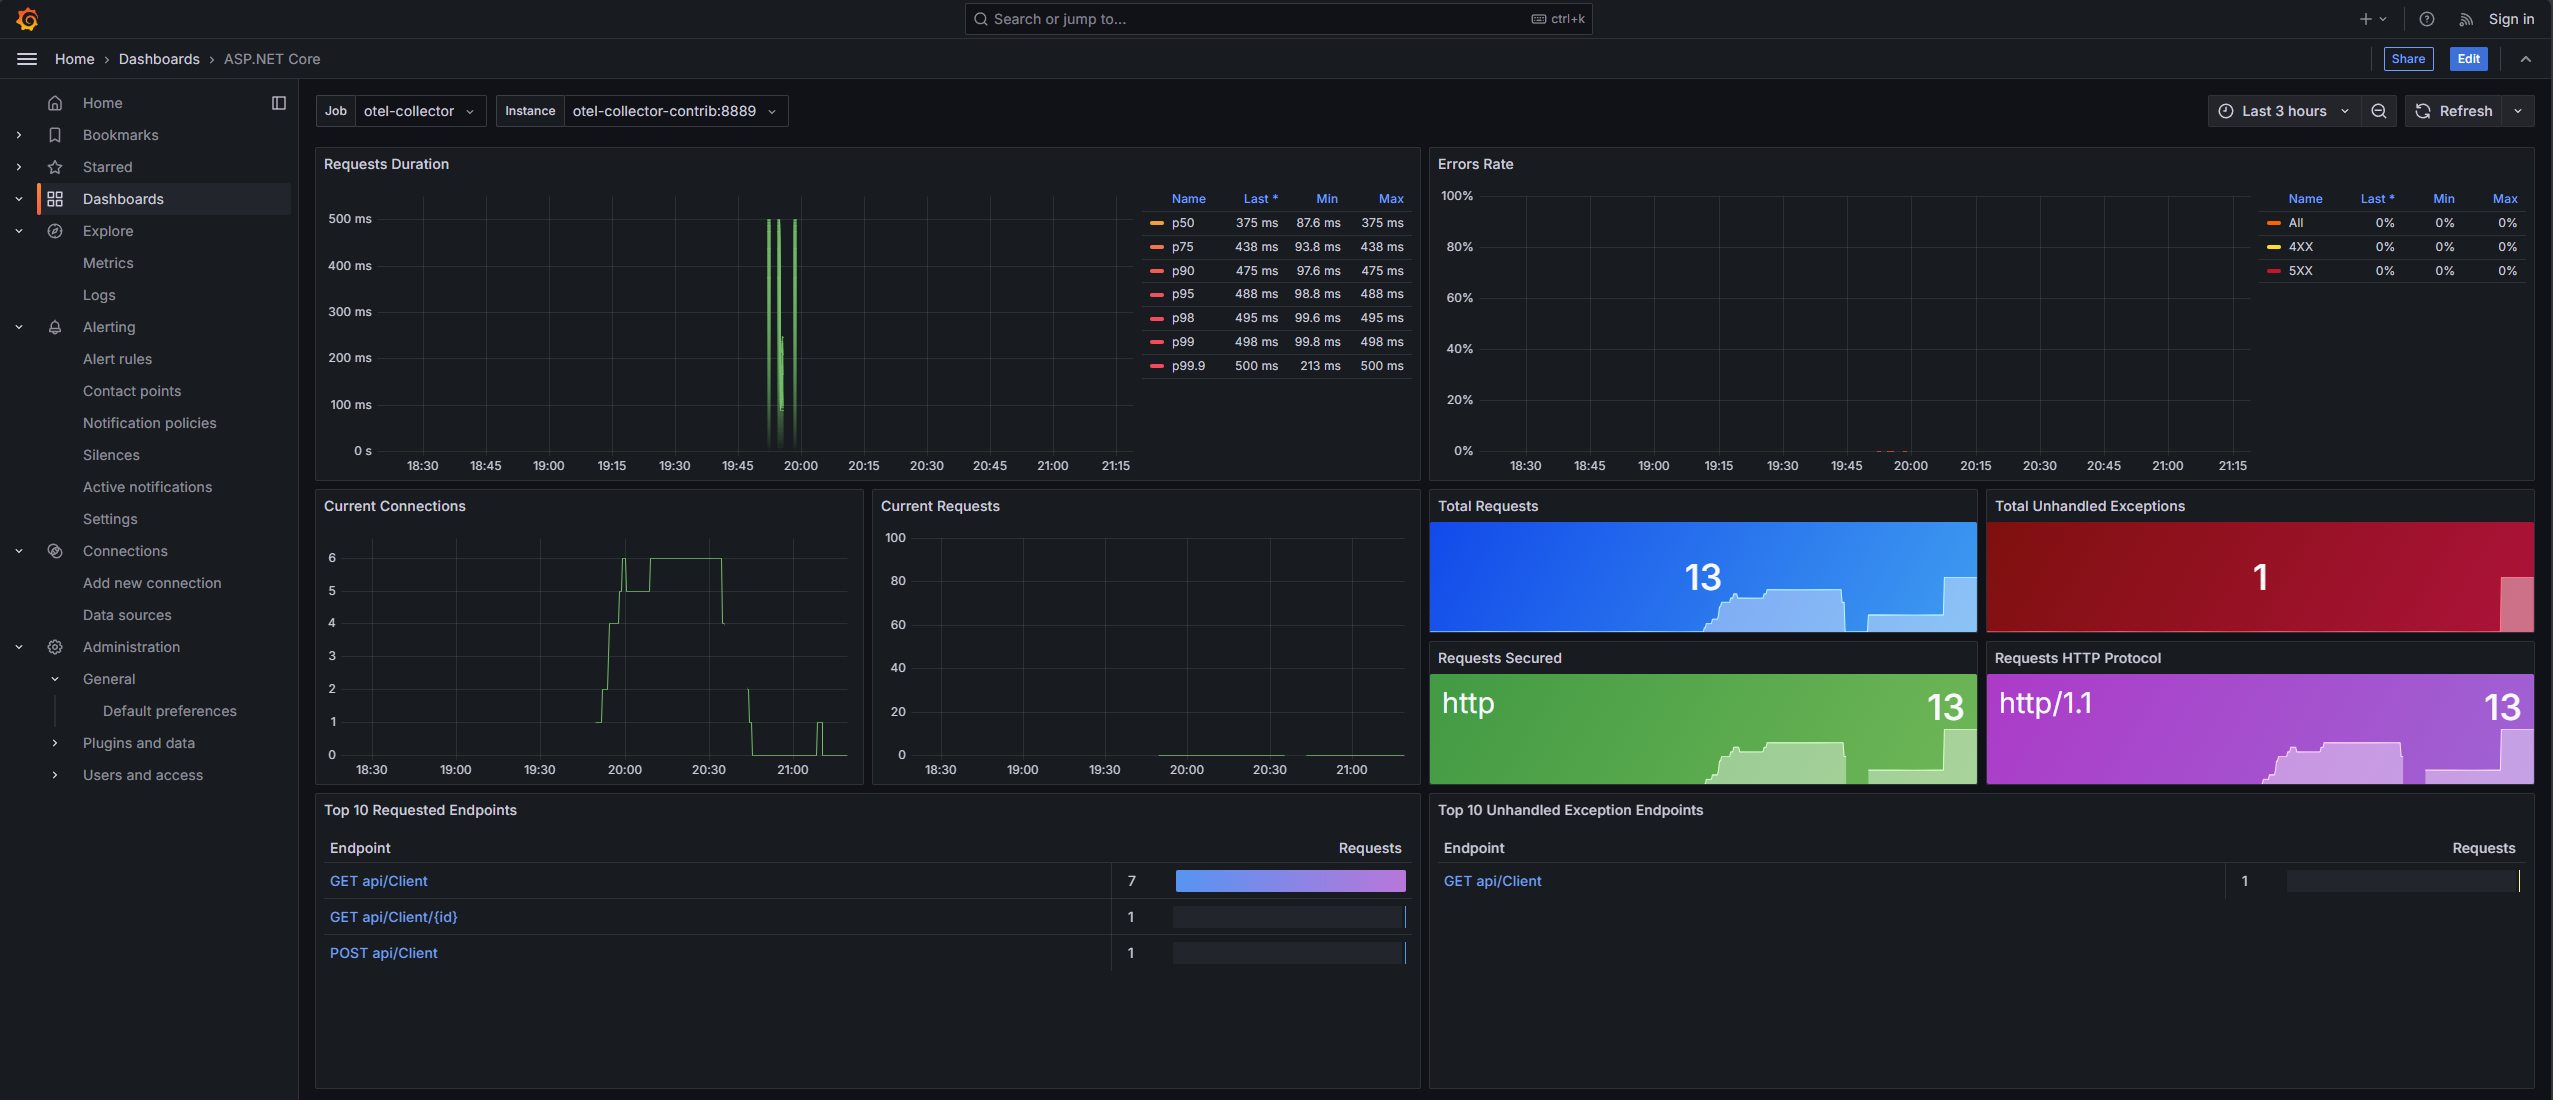 Search or jump to... ctrl+k Sign in
Home › Dashboards › ASP.NET Core Share Edit
Home
Bookmarks
Starred
Dashboards
Explore
Metrics
Logs
Alerting
Alert rules
Contact points
Notification policies
Silences
Active notifications
Settings
Connections
Add new connection
Data sources
Administration
General
Default preferences
Plugins and data
Users and access
Job otel-collector Instance otel-collector-contrib:8889 Last 3 hours Refresh
Requests Duration
500 ms
400 ms
300 ms
200 ms
100 ms
0 s
18:30 18:45 19:00 19:15 19:30 19:45 20:00 20:15 20:30 20:45 21:00 21:15
Name Last * Min Max
p50 375 ms 87.6 ms 375 ms
p75 438 ms 93.8 ms 438 ms
p90 475 ms 97.6 ms 475 ms
p95 488 ms 98.8 ms 488 ms
p98 495 ms 99.6 ms 495 ms
p99 498 ms 99.8 ms 498 ms
p99.9 500 ms 213 ms 500 ms
Errors Rate
100%
80%
60%
40%
20%
0%
18:30 18:45 19:00 19:15 19:30 19:45 20:00 20:15 20:30 20:45 21:00 21:15
Name Last * Min Max
All 0% 0% 0%
4XX 0% 0% 0%
5XX 0% 0% 0%
Current Connections
6
5
4
3
2
1
0
18:30 19:00 19:30 20:00 20:30 21:00
Current Requests
100
80
60
40
20
0
18:30 19:00 19:30 20:00 20:30 21:00
Total Requests
13
Total Unhandled Exceptions
1
Requests Secured
http 13
Requests HTTP Protocol
http/1.1 13
Top 10 Requested Endpoints
Endpoint Requests
GET api/Client 7
GET api/Client/{id} 1
POST api/Client 1
Top 10 Unhandled Exception Endpoints
Endpoint Requests
GET api/Client 1